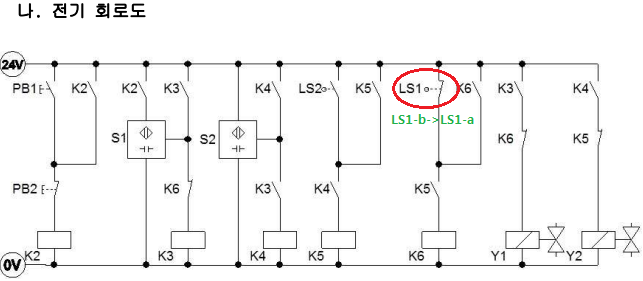 나. 전기 회로도
24V
PB1 K2 K2 K3 K4 LS2 K5 LS1 K6 K3 K4
LS1-b->LS1-a
S1 S2 K6 K5
PB2 K6 K3 K4 K5
K2 K3 K4 K5 K6 Y1 Y2
0V